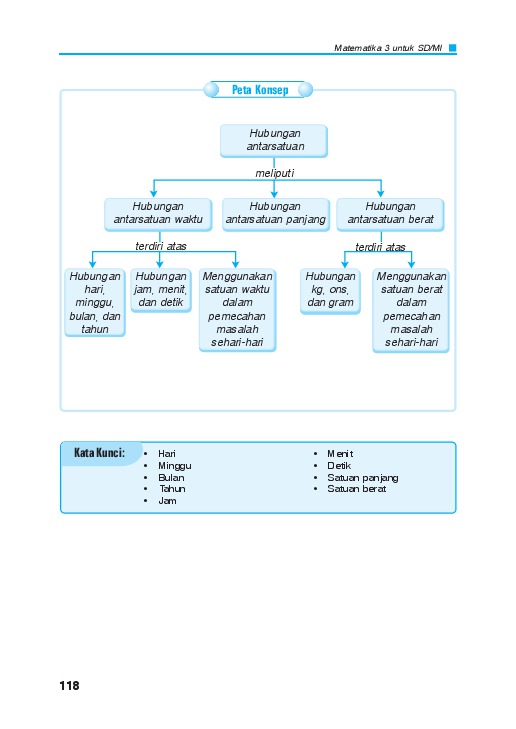 Matematika 3 untuk SD/MI
Peta Konsep
Hubungan
antarsatuan
meliputi
Hubungan
antarsatuan waktu
Hubungan
antarsatuan panjang
Hubungan
antarsatuan berat
terdiri atas
terdiri atas
Hubungan
hari,
minggu,
bulan, dan
tahun
Hubungan
jam, menit,
dan detik
Menggunakan
satuan waktu
dalam
pemecahan
masalah
sehari-hari
Hubungan
kg, ons,
dan gram
Menggunakan
satuan berat
dalam
pemecahan
masalah
sehari-hari
Kata Kunci:
• Hari
• Minggu
• Bulan
• Tahun
• Jam
• Menit
• Detik
• Satuan panjang
• Satuan berat
118